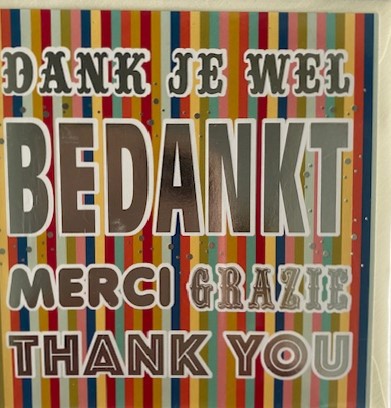 DANK JE WEL
BEDANKT
MERCI GRAZIE
THANK YOU